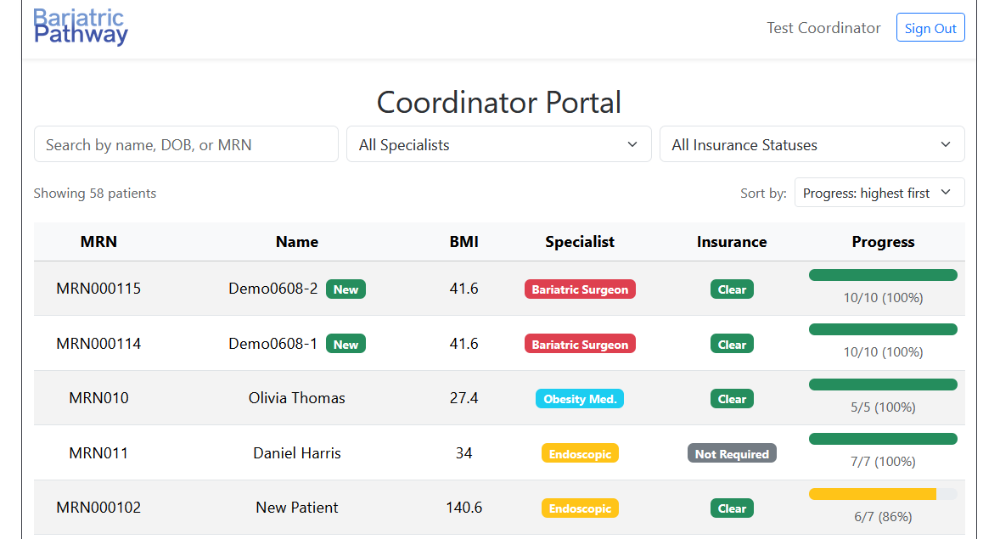 Bariatric
Pathway
Test Coordinator Sign Out
Coordinator Portal
Search by name, DOB, or MRN All Specialists All Insurance Statuses
Showing 58 patients Sort by: Progress: highest first
MRN Name BMI Specialist Insurance Progress
MRN000115 Demo0608-2 New 41.6 Bariatric Surgeon Clear 10/10 (100%)
MRN000114 Demo0608-1 New 41.6 Bariatric Surgeon Clear 10/10 (100%)
MRN010 Olivia Thomas 27.4 Obesity Med. Clear 5/5 (100%)
MRN011 Daniel Harris 34 Endoscopic Not Required 7/7 (100%)
MRN000102 New Patient 140.6 Endoscopic Clear 6/7 (86%)